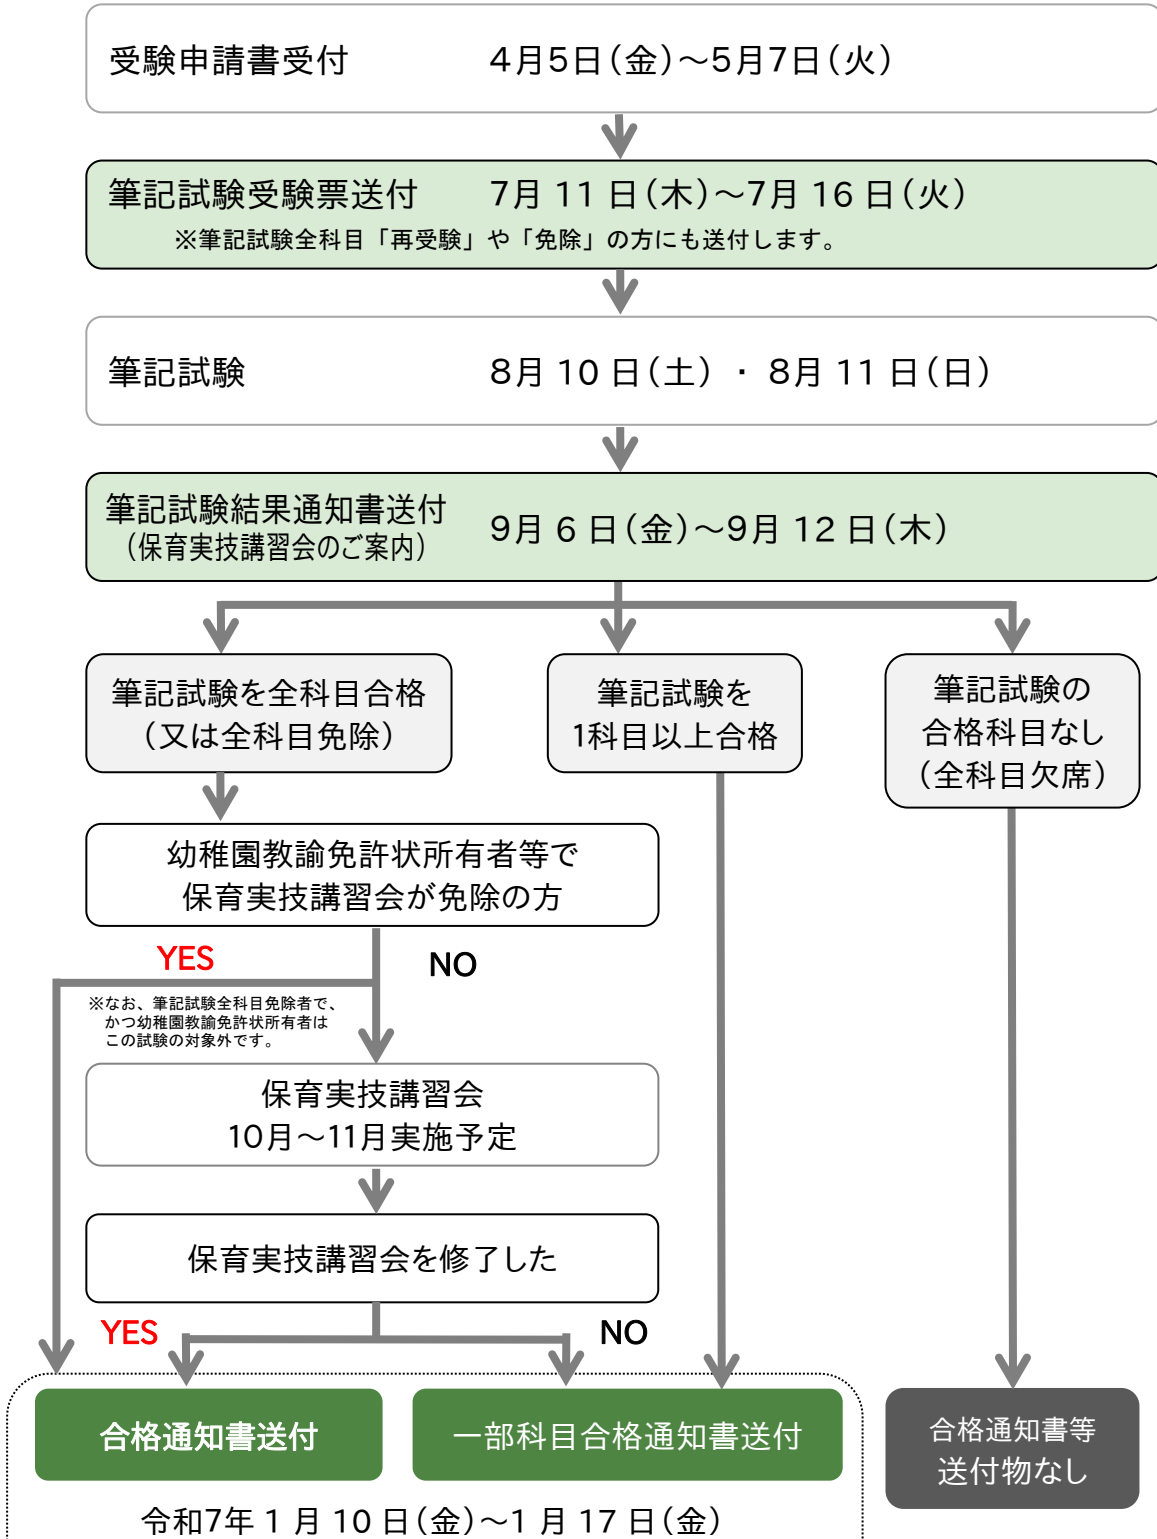 受験申請書受付 4月5日(金)~5月7日(火)
筆記試験受験票送付 7月 11 日(木)~7月 16 日(火)
※筆記試験全科目「再受験」や「免除」の方にも送付します。
筆記試験 8月 10 日(土) ・ 8月 11 日(日)
筆記試験結果通知書送付 9月 6 日(金)~9月 12 日(木)
(保育実技講習会のご案内)
筆記試験を全科目合格
(又は全科目免除)
筆記試験を
1科目以上合格
筆記試験の
合格科目なし
(全科目欠席)
幼稚園教諭免許状所有者等で
保育実技講習会が免除の方
YES NO
※なお、筆記試験全科目免除者で、
かつ幼稚園教諭免許状所有者は
この試験の対象外です。
保育実技講習会
10月~11月実施予定
保育実技講習会を修了した
YES NO
合格通知書送付
一部科目合格通知書送付
合格通知書等
送付物なし
令和7年 1 月 10 日(金)~1 月 17 日(金)